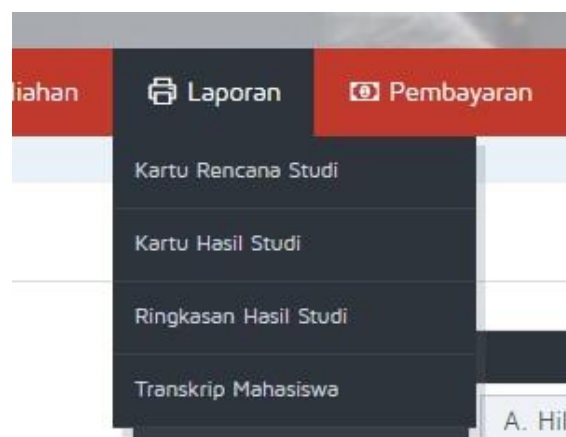 Laporan
Pembayaran
Kartu Rencana Studi
Kartu Hasil Studi
Ringkasan Hasil Studi
Transkrip Mahasiswa
A.